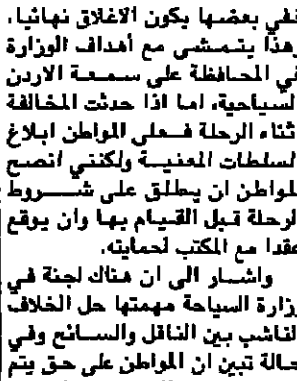 ففي بعضها يكون الاغلاق نهائيا،
وهذا يتمشى مع أهداف الوزارة
في المحافظة على سمعة الاردن
السياحية، اما اذا حدثت المخالفة
اثناء الرحلة فعلى المواطن ابلاغ
السلطات المعنية ولكنني انصح
المواطن ان يطلق على شروط
الرحلة قبل القيام بها وان يوقع
عقدا مع المكتب لحمايته.
واشار الى ان هناك لجنة في
وزارة السياحة مهمتها حل الخلاف
الناشب بين الناقل والسائح وفي
حالة تبين ان المواطن على حق يتم